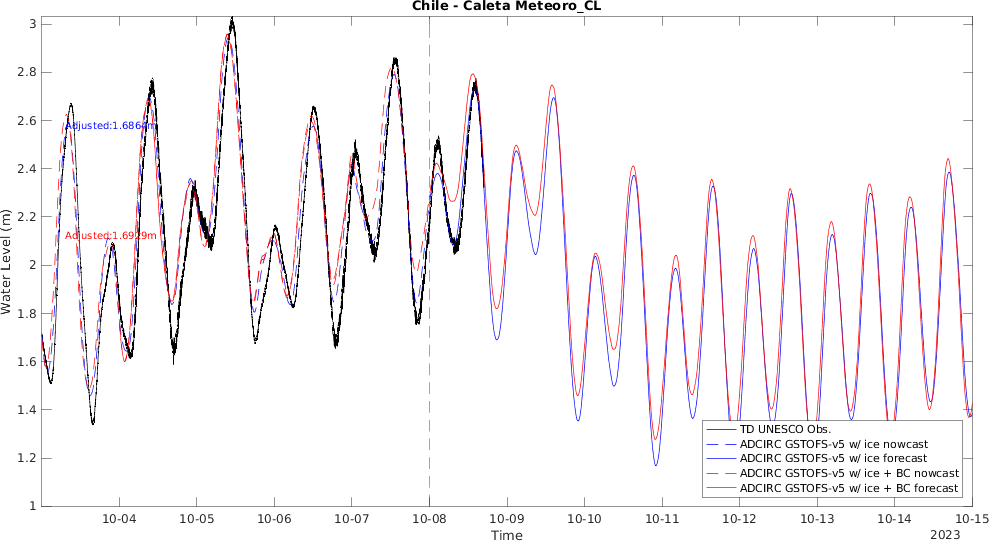 Chile - Caleta Meteoro_CL
3
2.8
2.6
2.4
2.2
2
1.8
1.6
1.4
1.2
1
Water Level (m)
Adjusted:1.6864m
Adjusted:1.6929m
TD UNESCO Obs.
ADCIRC GSTOFS-v5 w/ ice nowcast
ADCIRC GSTOFS-v5 w/ ice forecast
ADCIRC GSTOFS-v5 w/ ice + BC nowcast
ADCIRC GSTOFS-v5 w/ ice + BC forecast
10-04 10-05 10-06 10-07 10-08 10-09 10-10 10-11 10-12 10-13 10-14 10-15
2023
Time